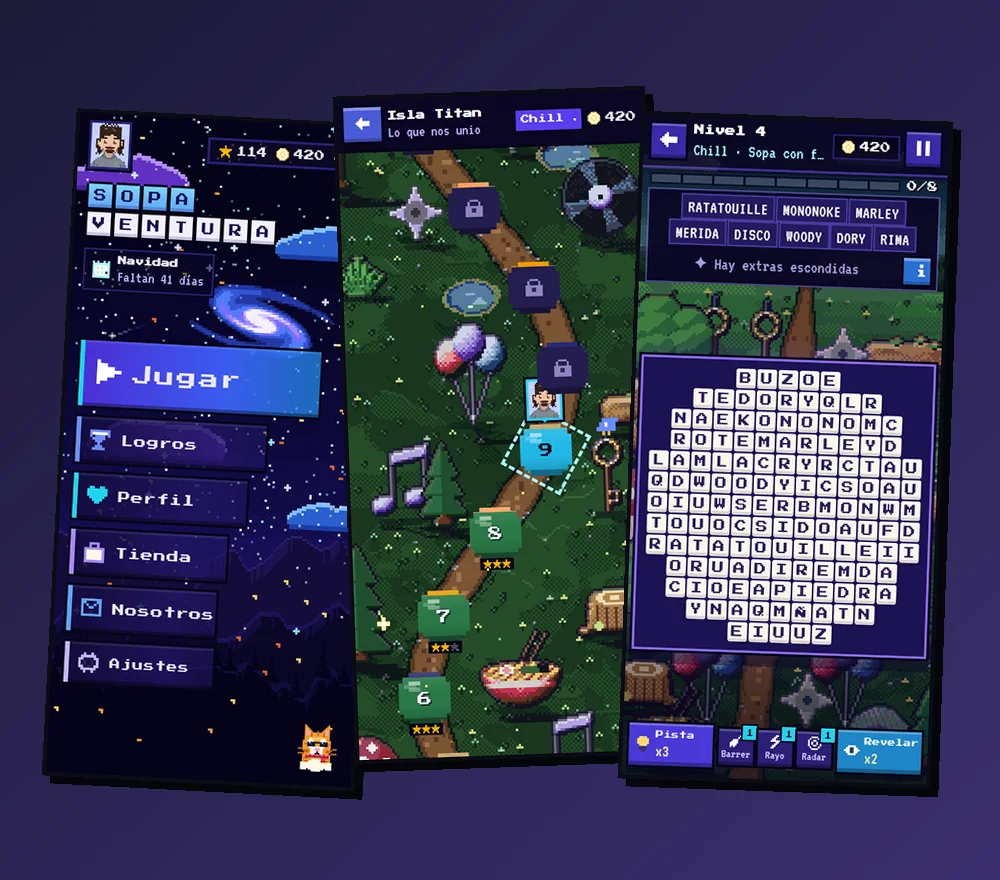 114 420
SOPA
VENTURA
Navidad
Faltan 41 días
Jugar
Logros
Perfil
Tienda
Nosotros
Ajustes
Isla Titan
Lo que nos unio
Chill
420
9
8
7
6
Nivel 4
Chill · Sopa con f…
420
0/8
RATATOUILLE MONONOKE MARLEY
MERIDA DISCO WOODY DORY RIMA
Hay extras escondidas
i
BUZOE
TEDORYQLR
NAEKONONOMC
ROTEMARLEYD
LAMLACRYRCTAU
QDWOODYICSOAU
OIUWSERBMONWM
TOUOCSIDOAUFD
RATATOUILLEII
ORUADIREMDA
CIOEAPIEDRA
YNAQMÑATN
EIUUZ
Pista
x3
1
Barrer
1
Rayo
1
Radar
Revelar
x2